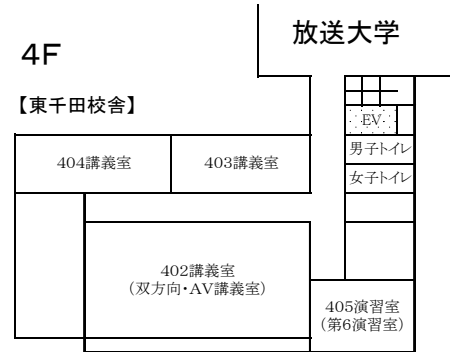 放送大学
4F
【東千田校舎】
EV
男子トイレ
404講義室
403講義室
女子トイレ
402講義室
（双方向・AV講義室）
405演習室
（第6演習室）